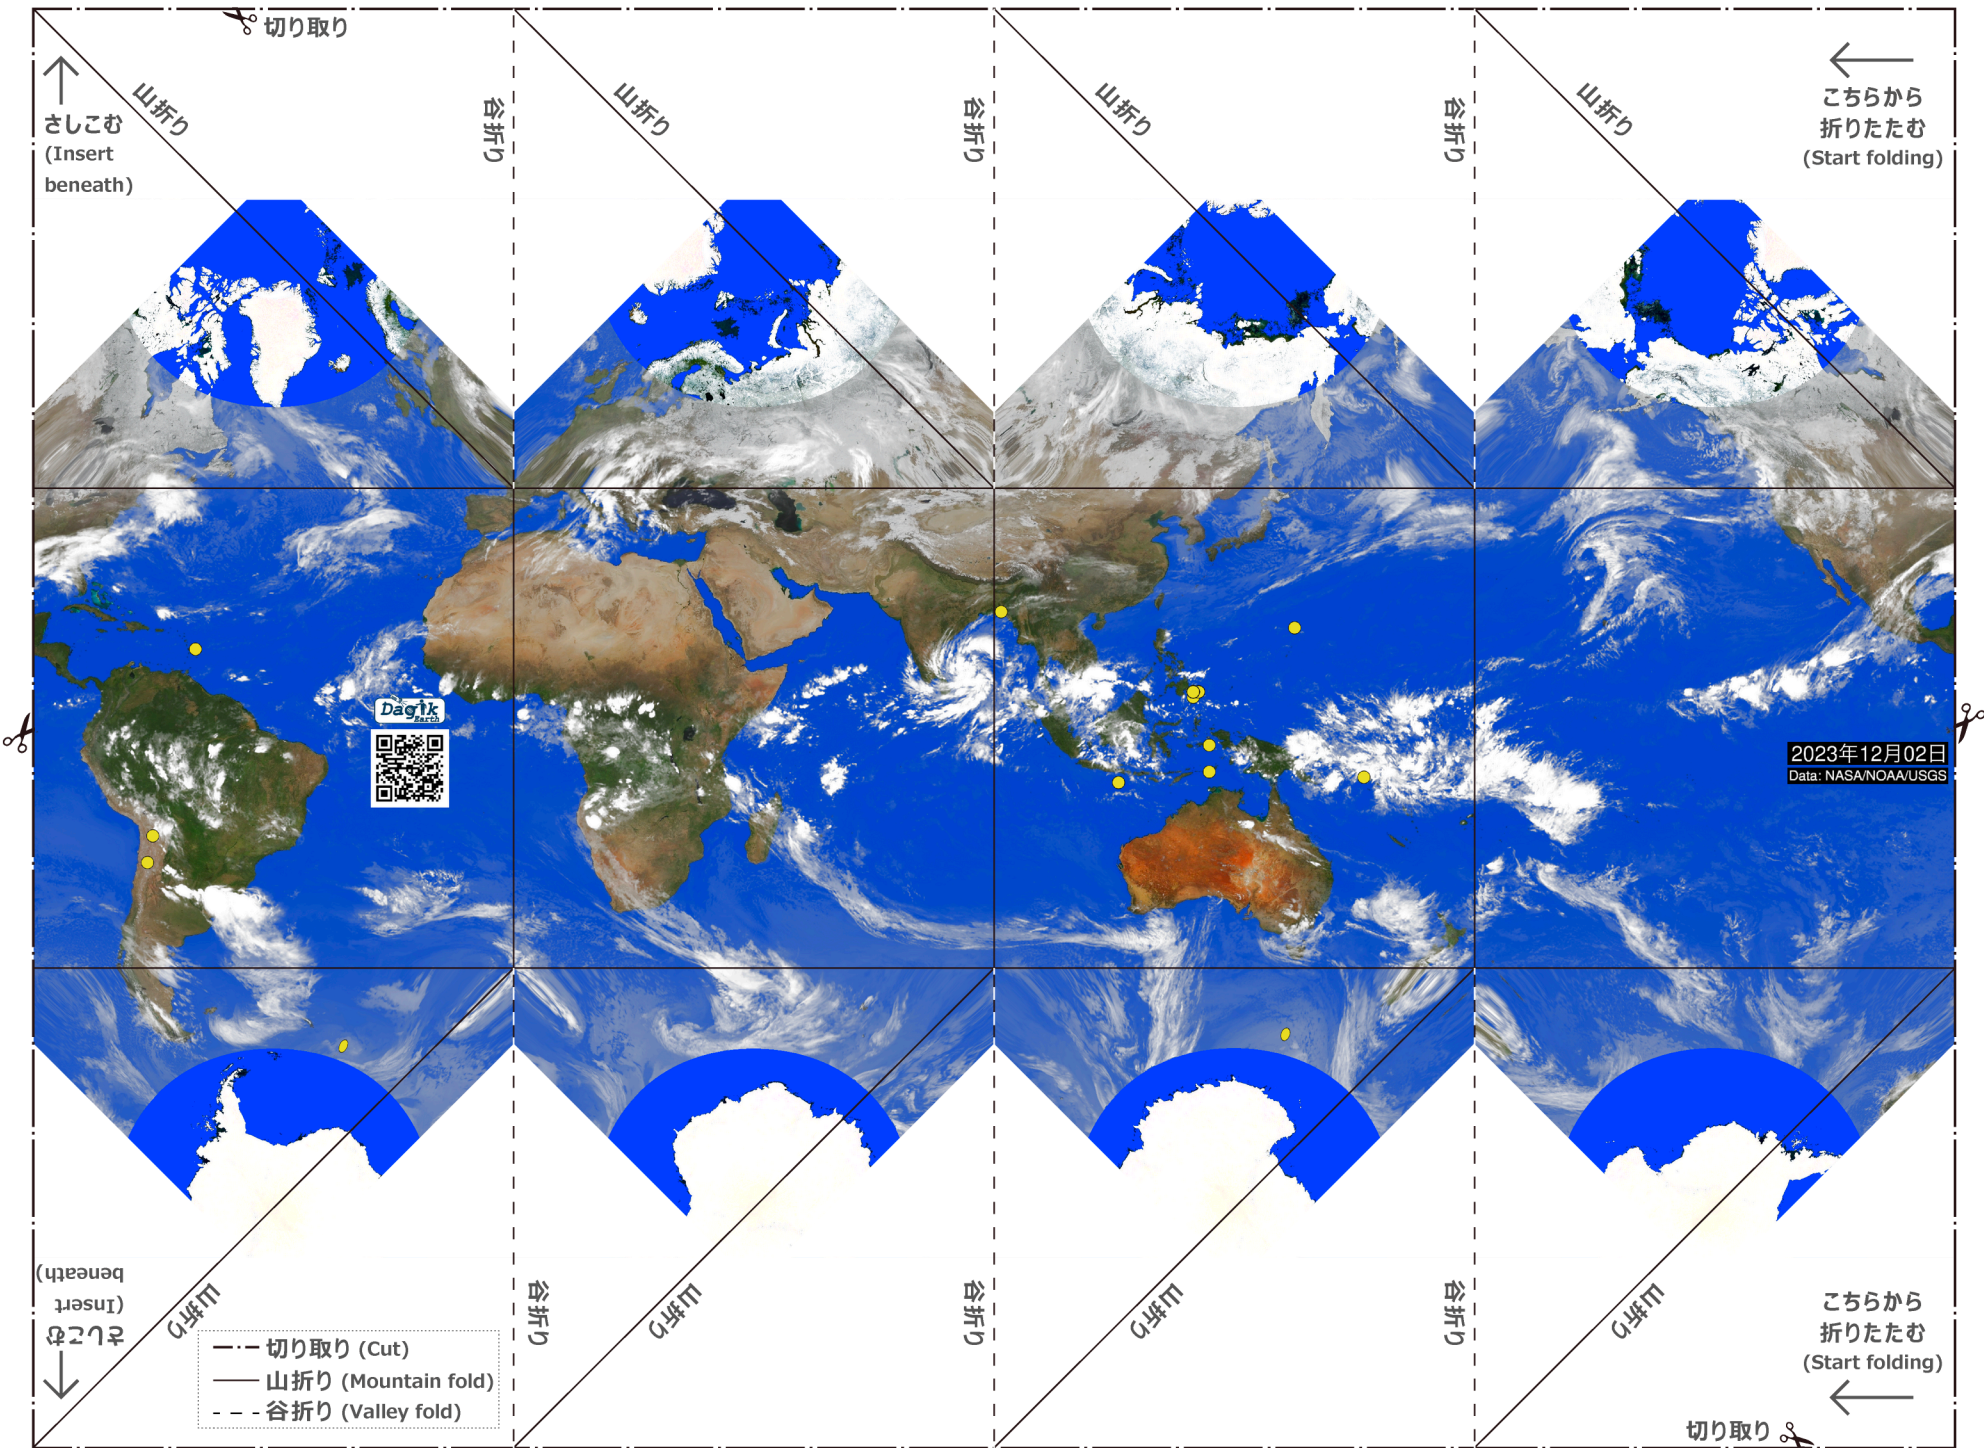 切り取り
山折り
谷折り
山折り
谷折り
山折り
谷折り
山折り
さしこむ
(Insert
beneath)
こちらから
折りたたむ
(Start folding)
Dagik
Earth
2023年12月02日
Data: NASA/NOAA/USGS
さしこむ
(Insert
beneath)
山折り
谷折り
山折り
谷折り
山折り
谷折り
山折り
こちらから
折りたたむ
(Start folding)
切り取り (Cut)
山折り (Mountain fold)
谷折り (Valley fold)
切り取り